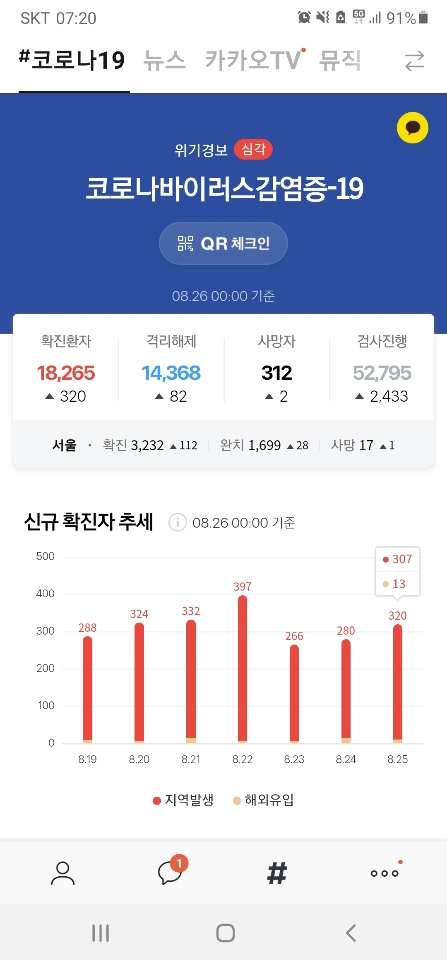 SKT 07:20 5G 91%
#코로나19 뉴스 카카오TV 뮤직
위기경보 심각
코로나바이러스감염증-19
QR 체크인
08.26 00:00 기준
확진환자 격리해제 사망자 검사진행
18,265 14,368 312 52,795
▲ 320 ▲ 82 ▲ 2 ▲ 2,433
서울 · 확진 3,232 ▲ 112 완치 1,699 ▲ 28 사망 17 ▲ 1
신규 확진자 추세 i 08.26 00:00 기준
500
307
13
400
397
324 332 320
300
288 266 280
200
100
0
8.19 8.20 8.21 8.22 8.23 8.24 8.25
지역발생 해외유입
1
#